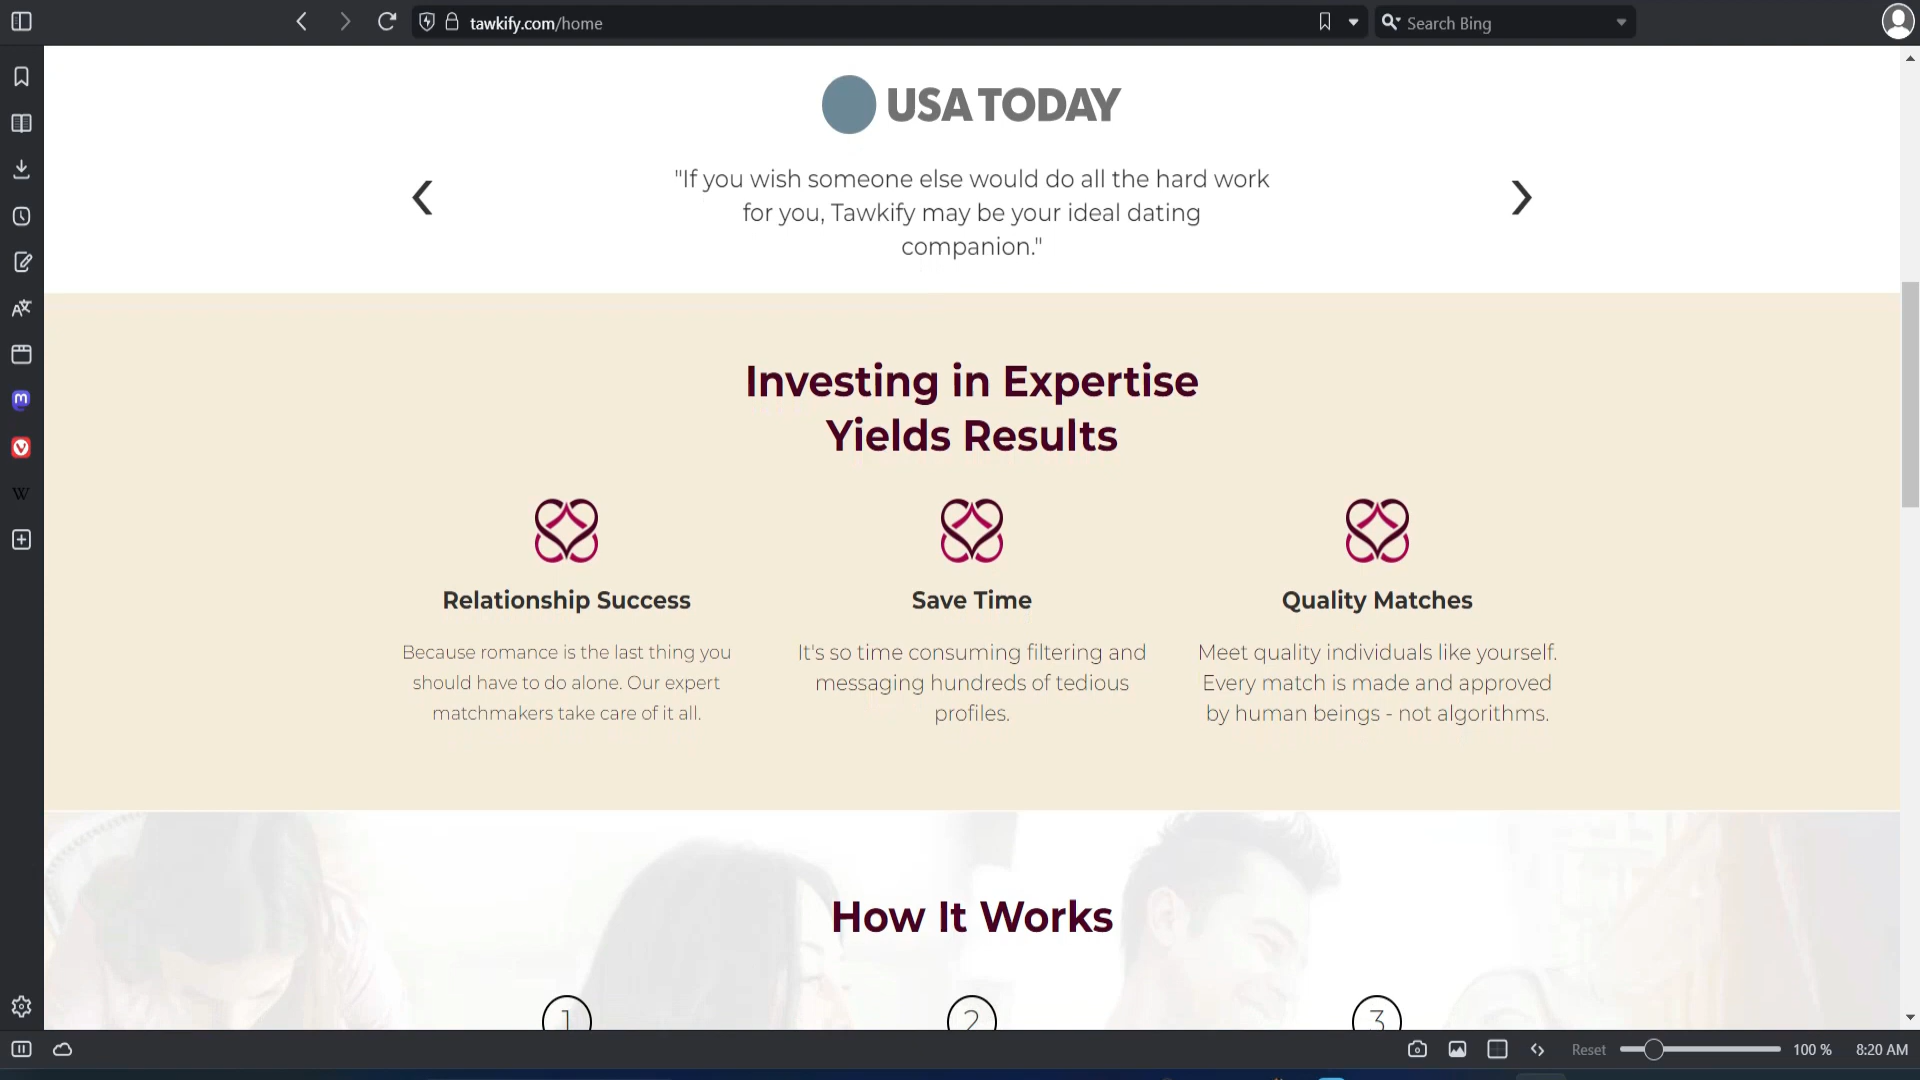 tawkify.com/home
Search Bing
USA TODAY
"If you wish someone else would do all the hard work
for you, Tawkify may be your ideal dating
companion."
Investing in Expertise
Yields Results
Relationship Success
Because romance is the last thing you
should have to do alone. Our expert
matchmakers take care of it all.
Save Time
It's so time consuming filtering and
messaging hundreds of tedious
profiles.
Quality Matches
Meet quality individuals like yourself.
Every match is made and approved
by human beings - not algorithms.
How It Works
1
2
3
Reset
100 %
8:20 AM